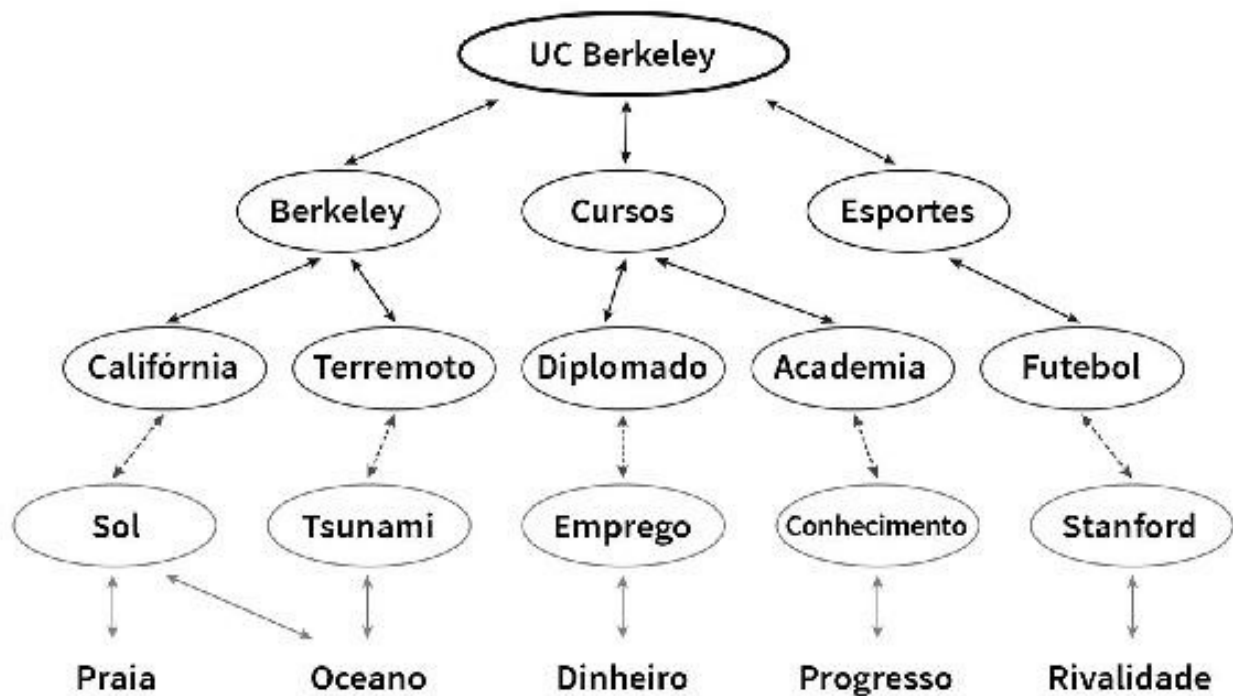 UC Berkeley
Berkeley
Cursos
Esportes
Califórnia
Terremoto
Diplomado
Academia
Futebol
Sol
Tsunami
Emprego
Conhecimento
Stanford
Praia
Oceano
Dinheiro
Progresso
Rivalidade